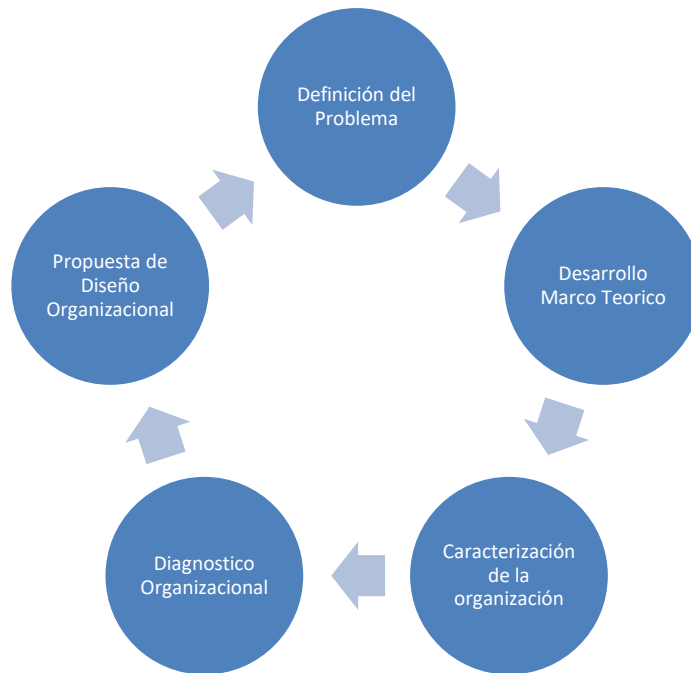 Definición del
Problema
Desarrollo
Marco Teorico
Caracterización
de la
organización
Diagnostico
Organizacional
Propuesta de
Diseño
Organizacional